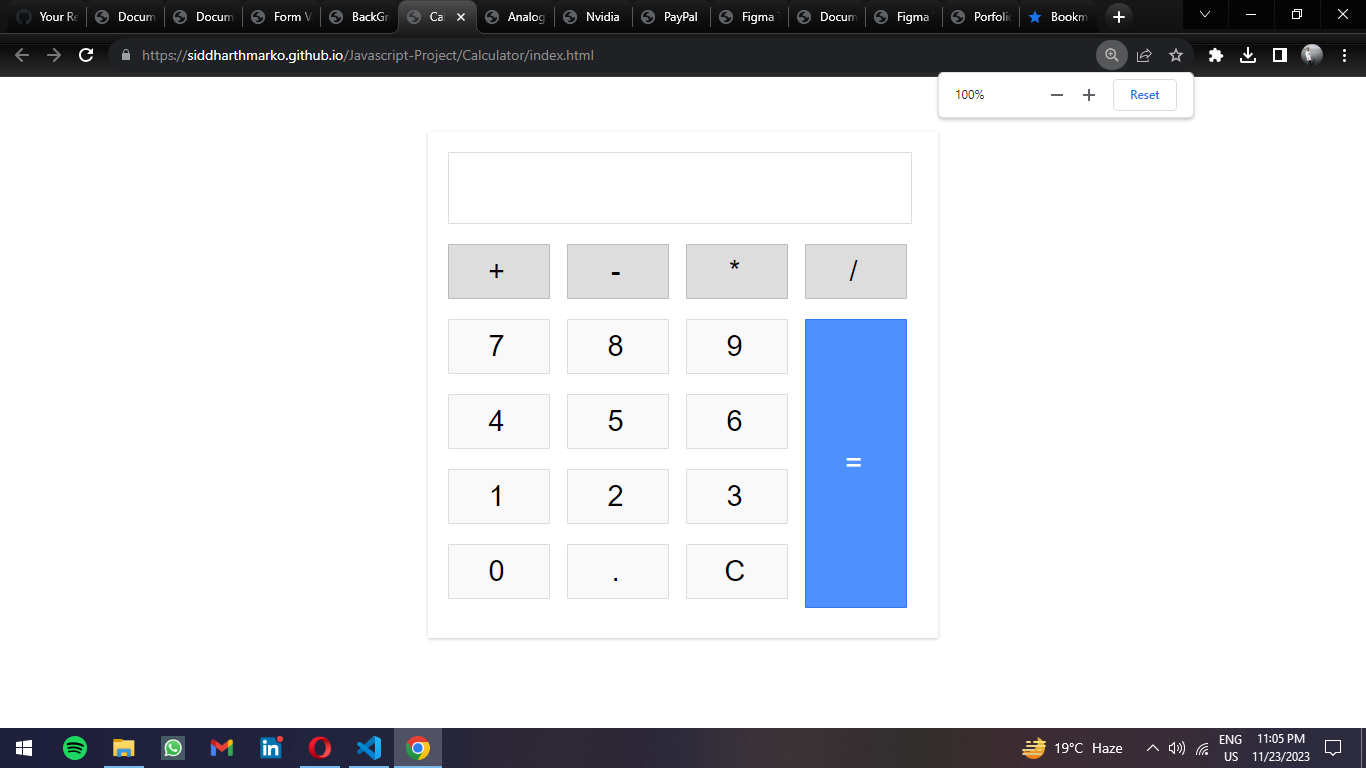 Your Re Docum Docum Form V BackGr Cal Analog Nvidia PayPal Figma Docum Figma Porfolic Bookm
https://siddharthmarko.github.io/Javascript-Project/Calculator/index.html
100% Reset
+ - * /
7 8 9
4 5 6
=
1 2 3
0 . C
19°C Haze
ENG
US
11:05 PM
11/23/2023